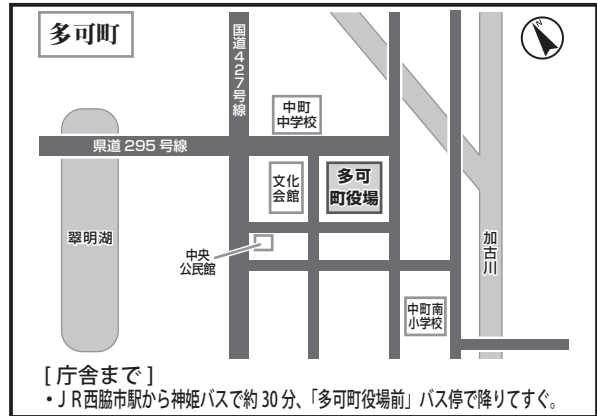 多可町
N
国道427号線
中町
中学校
県道295号線
文化
会館
多可
町役場
翠明湖
中央
公民館
加古川
中町南
小学校
[庁舎まで]
・ＪＲ西脇市駅から神姫バスで約30分、「多可町役場前」バス停で降りてすぐ。